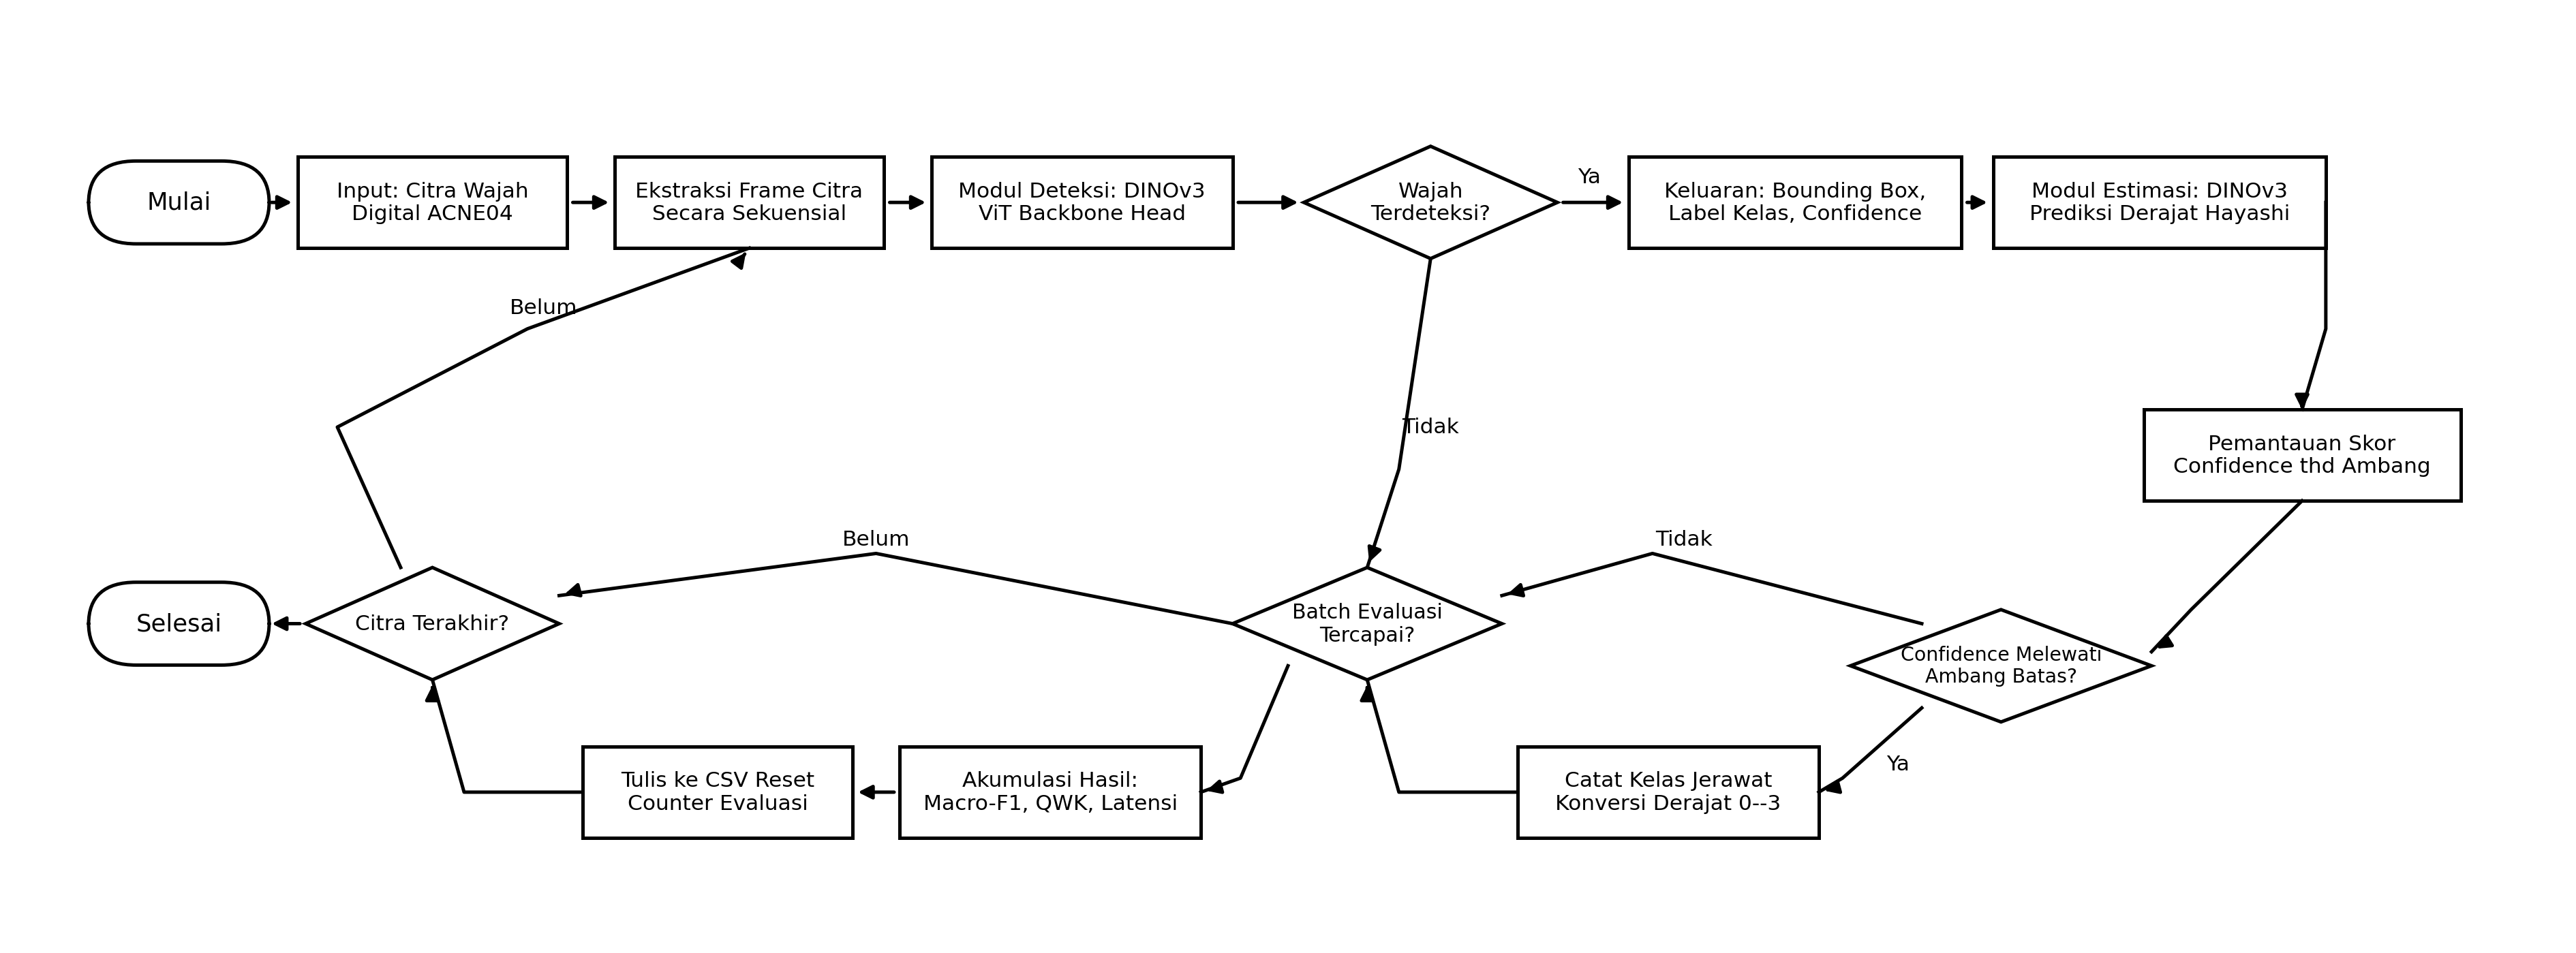 Mulai
Input: Citra Wajah
Digital ACNE04
Ekstraksi Frame Citra
Secara Sekuensial
Modul Deteksi: DINOv3
ViT Backbone Head
Wajah
Terdeteksi?
Ya
Keluaran: Bounding Box,
Label Kelas, Confidence
Modul Estimasi: DINOv3
Prediksi Derajat Hayashi
Belum
Tidak
Pemantauan Skor
Confidence thd Ambang
Belum
Tidak
Selesai
Citra Terakhir?
Batch Evaluasi
Tercapai?
Confidence Melewati
Ambang Batas?
Ya
Tulis ke CSV Reset
Counter Evaluasi
Akumulasi Hasil:
Macro-F1, QWK, Latensi
Catat Kelas Jerawat
Konversi Derajat 0--3